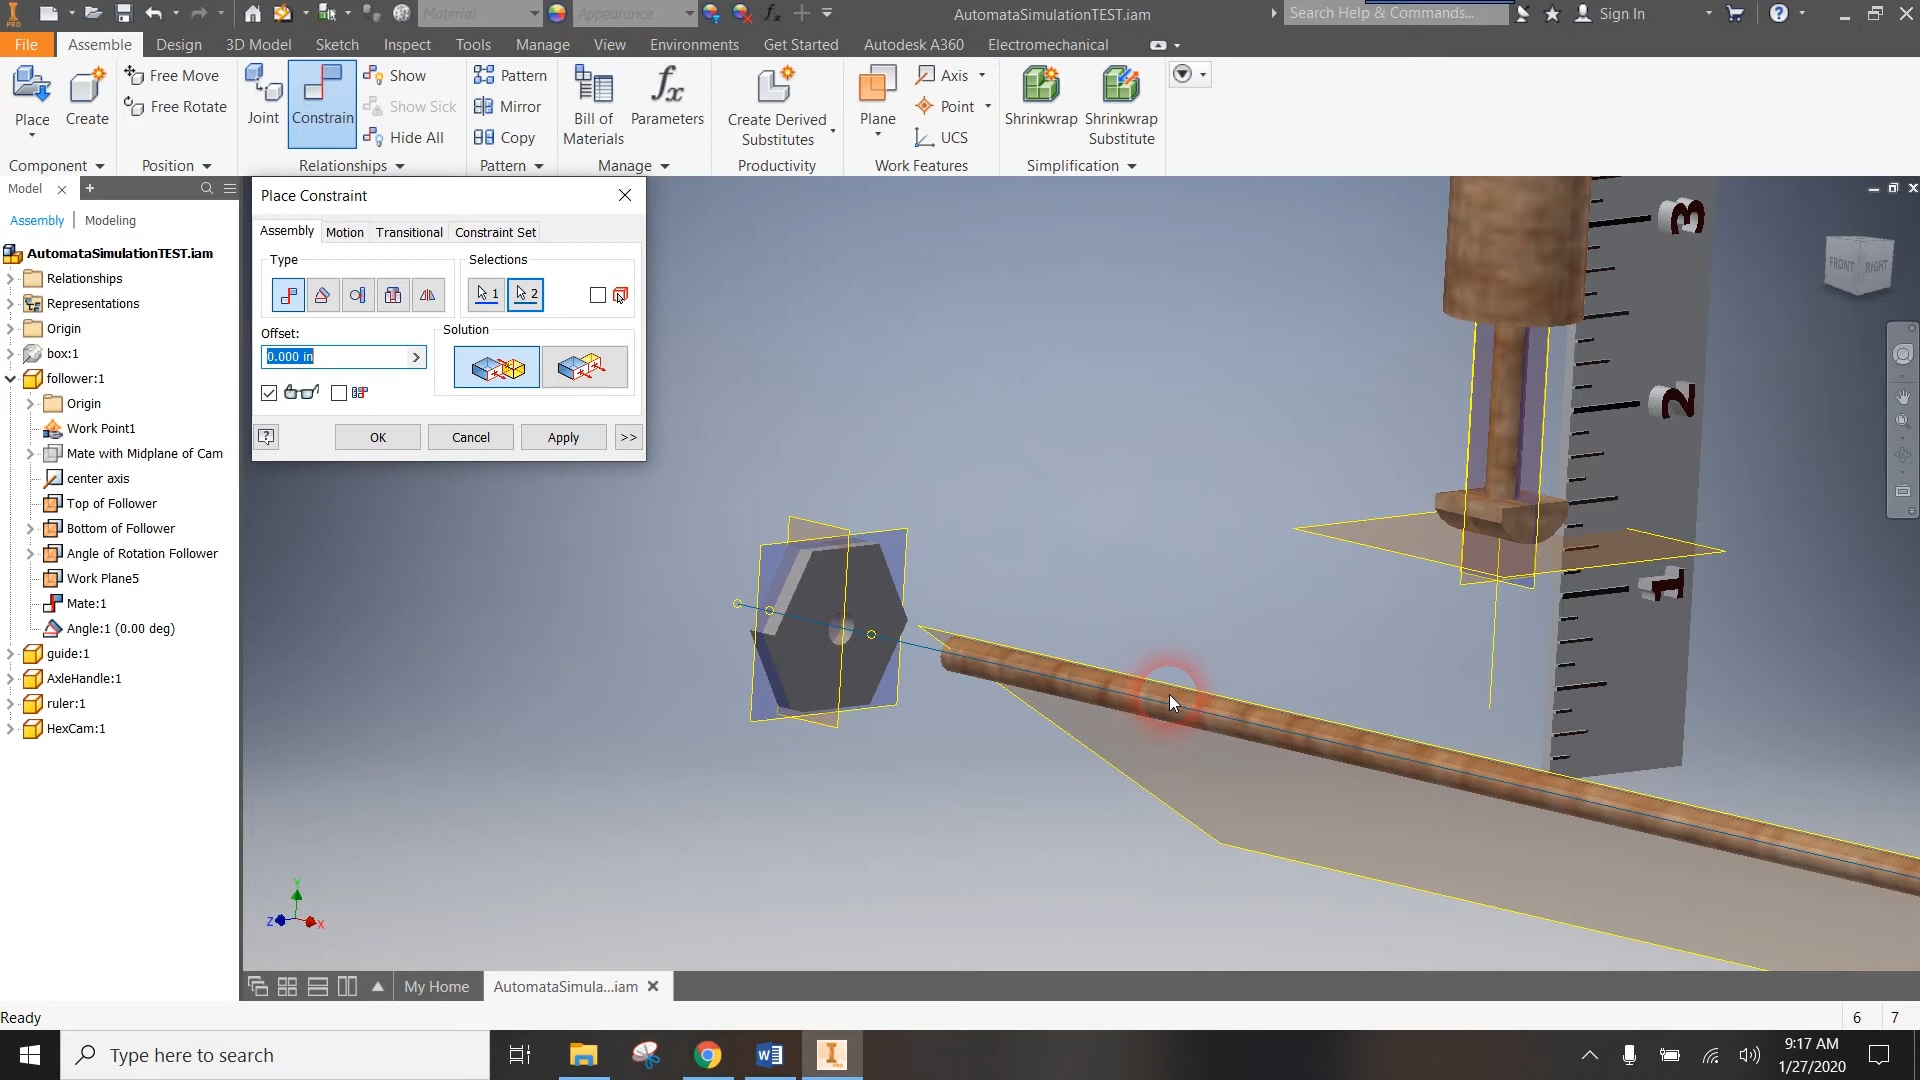 PRO
Material
Appearance
AutomataSimulationTEST.iam
Search Help & Commands...
Sign In
File
Assemble
Design
3D Model
Sketch
Inspect
Tools
Manage
View
Environments
Get Started
Autodesk A360
Electromechanical
Place
Create
Free Move
Free Rotate
Joint
Constrain
Show
Show Sick
Hide All
Pattern
Mirror
Copy
Bill of
Materials
Parameters
Create Derived
Substitutes
Plane
Axis
Point
UCS
Shrinkwrap
Shrinkwrap
Substitute
Component
Position
Relationships
Pattern
Manage
Productivity
Work Features
Simplification
Model
Assembly
Modeling
AutomataSimulationTEST.iam
Relationships
Representations
Origin
box:1
follower:1
Origin
Work Point1
Mate with Midplane of Cam
center axis
Top of Follower
Bottom of Follower
Angle of Rotation Follower
Work Plane5
Mate:1
Angle:1 (0.00 deg)
guide:1
AxleHandle:1
ruler:1
HexCam:1
Place Constraint
Assembly
Motion
Transitional
Constraint Set
Type
Selections
1
2
Offset:
0.000 in
Solution
OK
Cancel
Apply
>>
FRONT
RIGHT
3
2
1
Y
Z
X
My Home
AutomataSimula...iam
Ready
6
7
Type here to search
9:17 AM
1/27/2020